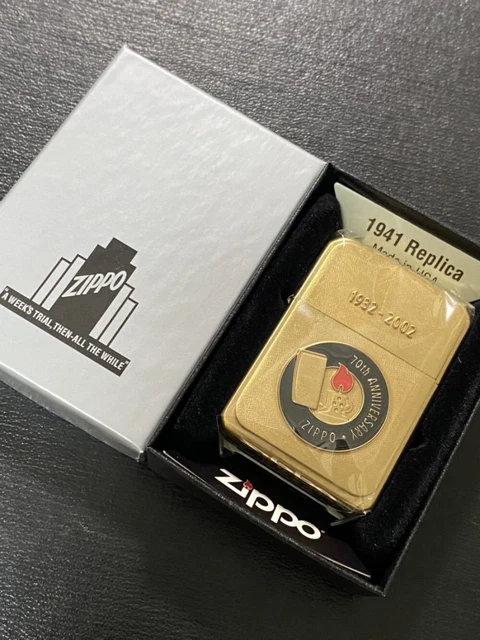 ZIPPO
"A WEEK'S TRIAL, THEN-ALL THE WHILE"
1941 Replica
Made in USA
1932-2002
70th ANNIVERSARY
ZIPPO
zippo